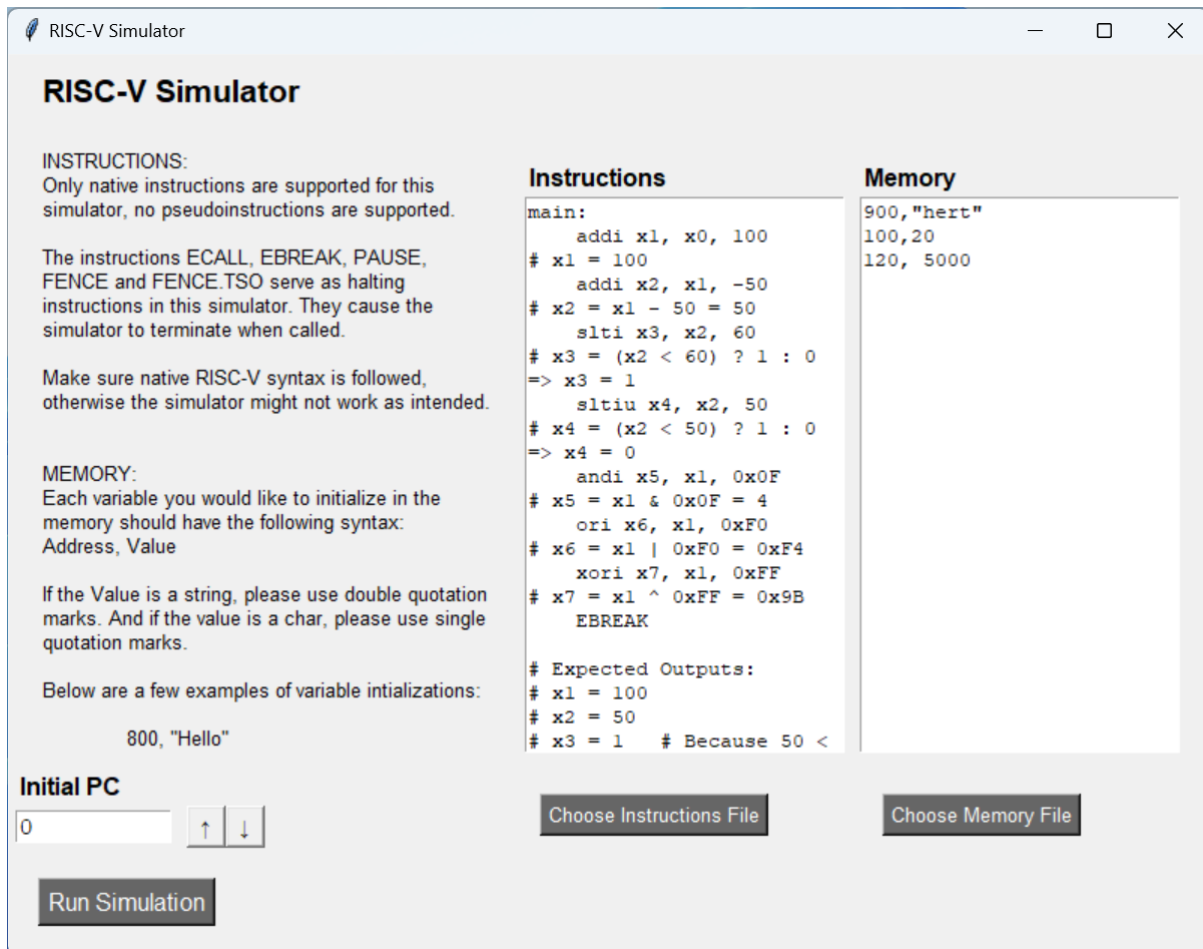 RISC-V Simulator
RISC-V Simulator
INSTRUCTIONS:
Only native instructions are supported for this
simulator, no pseudoinstructions are supported.
The instructions ECALL, EBREAK, PAUSE,
FENCE and FENCE.TSO serve as halting
instructions in this simulator. They cause the
simulator to terminate when called.
Make sure native RISC-V syntax is followed,
otherwise the simulator might not work as intended.
MEMORY:
Each variable you would like to initialize in the
memory should have the following syntax:
Address, Value
If the Value is a string, please use double quotation
marks. And if the value is a char, please use single
quotation marks.
Below are a few examples of variable intializations:
800, "Hello"
Instructions
main:
    addi x1, x0, 100
# x1 = 100
    addi x2, x1, -50
# x2 = x1 - 50 = 50
    slti x3, x2, 60
# x3 = (x2 < 60) ? 1 : 0
=> x3 = 1
    sltiu x4, x2, 50
# x4 = (x2 < 50) ? 1 : 0
=> x4 = 0
    andi x5, x1, 0x0F
# x5 = x1 & 0x0F = 4
    ori x6, x1, 0xF0
# x6 = x1 | 0xF0 = 0xF4
    xori x7, x1, 0xFF
# x7 = x1 ^ 0xFF = 0x9B
    EBREAK
# Expected Outputs:
# x1 = 100
# x2 = 50
# x3 = 1   # Because 50 <
Memory
900,"hert"
100,20
120, 5000
Initial PC
0
↑ ↓
Choose Instructions File
Choose Memory File
Run Simulation